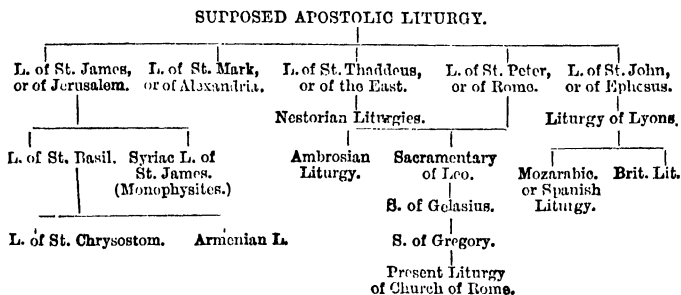 SUPPOSED APOSTOLIC LITURGY.
L. of St. James, or of Jerusalem.
L. of St. Mark, or of Alexandria.
L. of St. Thaddeus, or of the East.
L. of St. Peter, or of Rome.
L. of St. John, or of Ephesus.
Nestorian Liturgies.
Liturgy of Lyons.
L. of St. Basil.
Syriac L. of
St. James.
(Monophysites.)
Ambrosian
Liturgy.
Sacramentary
of Leo.
Mozarabic.
or Spanish
Liturgy.
Brit. Lit.
S. of Gelasius.
L. of St. Chrysostom.
Armenian L.
S. of Gregory.
Present Liturgy
of Church of Rome.